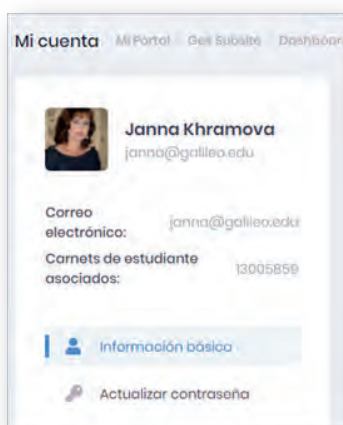 Mi cuenta Mi Portal Ges Subsite Dashboar
Janna Khramova
janna@galileo.edu
Correo
electrónico:
janna@galileo.edu
Carnets de estudiante
asociados:
13005859
Información básica
Actualizar contraseña